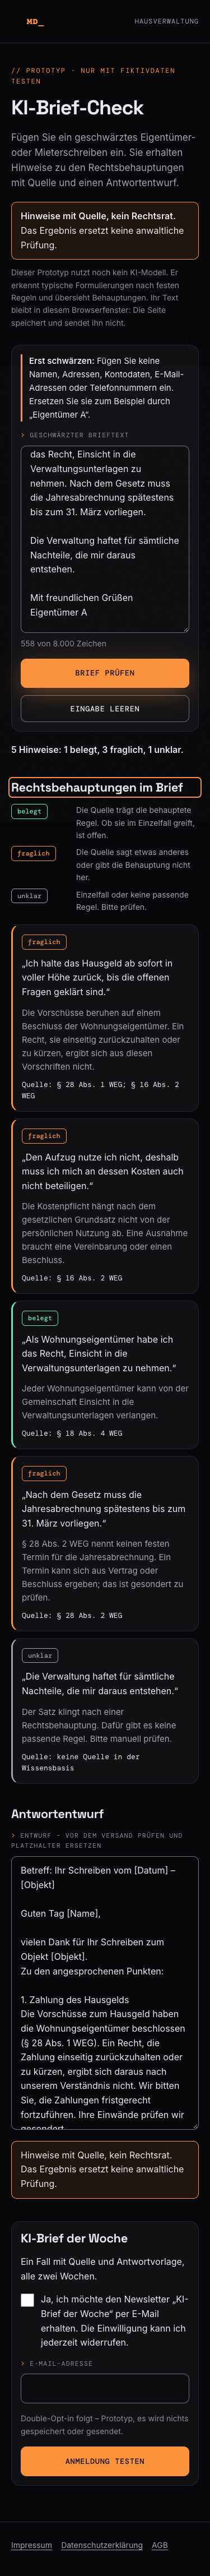 MD_
HAUSVERWALTUNG
// PROTOTYP · NUR MIT FIKTIVDATEN
TESTEN
KI-Brief-Check
Fügen Sie ein geschwärztes Eigentümer-
oder Mieterschreiben ein. Sie erhalten
Hinweise zu den Rechtsbehauptungen
mit Quelle und einen Antwortentwurf.
Hinweise mit Quelle, kein Rechtsrat.
Das Ergebnis ersetzt keine anwaltliche
Prüfung.
Dieser Prototyp nutzt noch kein KI-Modell. Er
erkennt typische Formulierungen nach festen
Regeln und übersieht Behauptungen. Ihr Text
bleibt in diesem Browserfenster: Die Seite
speichert und sendet ihn nicht.
Erst schwärzen: Fügen Sie keine
Namen, Adressen, Kontodaten, E-Mail-
Adressen oder Telefonnummern ein.
Ersetzen Sie sie zum Beispiel durch
„Eigentümer A“.
› GESCHWÄRZTER BRIEFTEXT
das Recht, Einsicht in die
Verwaltungsunterlagen zu
nehmen. Nach dem Gesetz muss
die Jahresabrechnung spätestens
bis zum 31. März vorliegen.
Die Verwaltung haftet für sämtliche
Nachteile, die mir daraus
entstehen.
Mit freundlichen Grüßen
Eigentümer A
558 von 8.000 Zeichen
BRIEF PRÜFEN
EINGABE LEEREN
5 Hinweise: 1 belegt, 3 fraglich, 1 unklar.
Rechtsbehauptungen im Brief
belegt
Die Quelle trägt die behauptete
Regel. Ob sie im Einzelfall greift,
ist offen.
fraglich
Die Quelle sagt etwas anderes
oder gibt die Behauptung nicht
her.
unklar
Einzelfall oder keine passende
Regel. Bitte prüfen.
fraglich
„Ich halte das Hausgeld ab sofort in
voller Höhe zurück, bis die offenen
Fragen geklärt sind.“
Die Vorschüsse beruhen auf einem
Beschluss der Wohnungseigentümer. Ein
Recht, sie einseitig zurückzuhalten oder
zu kürzen, ergibt sich aus diesen
Vorschriften nicht.
Quelle: § 28 Abs. 1 WEG; § 16 Abs. 2
WEG
fraglich
„Den Aufzug nutze ich nicht, deshalb
muss ich mich an dessen Kosten auch
nicht beteiligen.“
Die Kostenpflicht hängt nach dem
gesetzlichen Grundsatz nicht von der
persönlichen Nutzung ab. Eine Ausnahme
braucht eine Vereinbarung oder einen
Beschluss.
Quelle: § 16 Abs. 2 WEG
belegt
„Als Wohnungseigentümer habe ich
das Recht, Einsicht in die
Verwaltungsunterlagen zu nehmen.“
Jeder Wohnungseigentümer kann von der
Gemeinschaft Einsicht in die
Verwaltungsunterlagen verlangen.
Quelle: § 18 Abs. 4 WEG
fraglich
„Nach dem Gesetz muss die
Jahresabrechnung spätestens bis zum
31. März vorliegen.“
§ 28 Abs. 2 WEG nennt keinen festen
Termin für die Jahresabrechnung. Ein
Termin kann sich aus Vertrag oder
Beschluss ergeben; das ist gesondert zu
prüfen.
Quelle: § 28 Abs. 2 WEG
unklar
„Die Verwaltung haftet für sämtliche
Nachteile, die mir daraus entstehen.“
Der Satz klingt nach einer
Rechtsbehauptung. Dafür gibt es keine
passende Regel. Bitte manuell prüfen.
Quelle: keine Quelle in der
Wissensbasis
Antwortentwurf
› ENTWURF – VOR DEM VERSAND PRÜFEN UND
PLATZHALTER ERSETZEN
Betreff: Ihr Schreiben vom [Datum] –
[Objekt]
Guten Tag [Name],
vielen Dank für Ihr Schreiben zum
Objekt [Objekt].
Zu den angesprochenen Punkten:
1. Zahlung des Hausgelds
Die Vorschüsse zum Hausgeld haben
die Wohnungseigentümer beschlossen
(§ 28 Abs. 1 WEG). Ein Recht, die
Zahlung einseitig zurückzuhalten oder
zu kürzen, ergibt sich daraus nach
unserem Verständnis nicht. Wir bitten
Sie, die Zahlungen fristgerecht
fortzuführen. Ihre Einwände prüfen wir
gesondert.
Hinweise mit Quelle, kein Rechtsrat.
Das Ergebnis ersetzt keine anwaltliche
Prüfung.
KI-Brief der Woche
Ein Fall mit Quelle und Antwortvorlage,
alle zwei Wochen.
Ja, ich möchte den Newsletter „KI-
Brief der Woche“ per E-Mail
erhalten. Die Einwilligung kann ich
jederzeit widerrufen.
› E-MAIL-ADRESSE
Double-Opt-in folgt – Prototyp, es wird nichts
gespeichert oder gesendet.
ANMELDUNG TESTEN
Impressum Datenschutzerklärung AGB